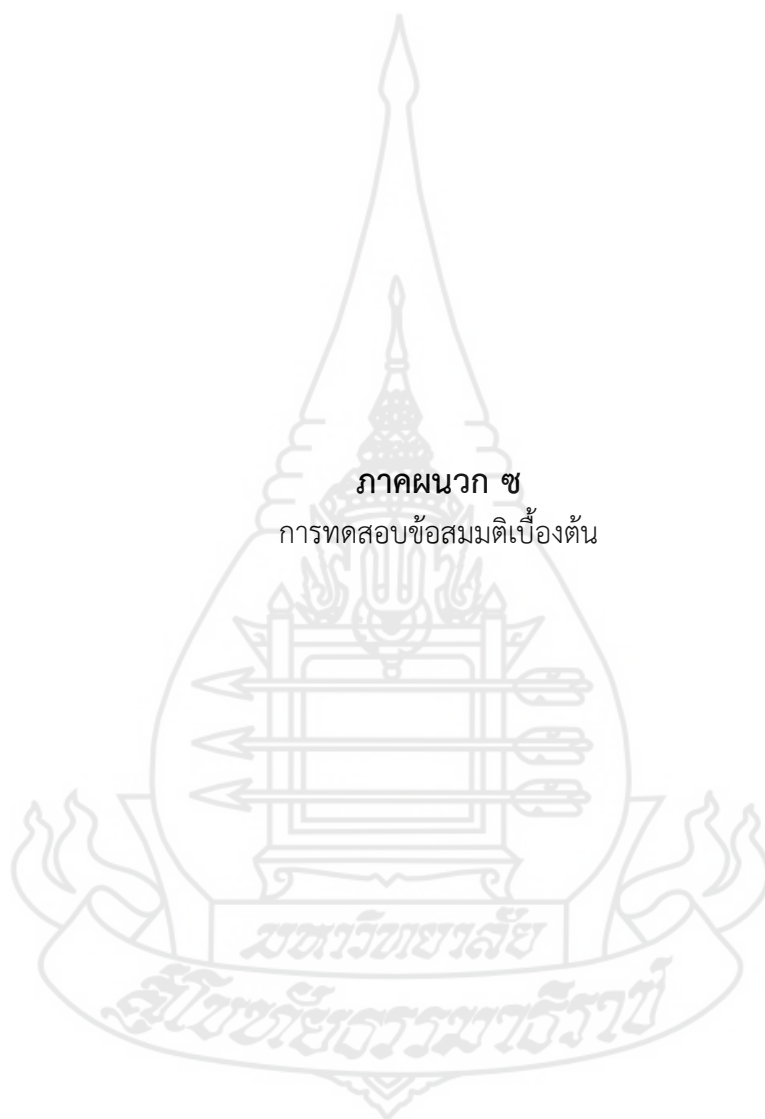 ภาคผนวก ซ
การทดสอบข้อสมมติเบื้องต้น
มหาวิทยาลัย
สุโขทัยธรรมาธิราช